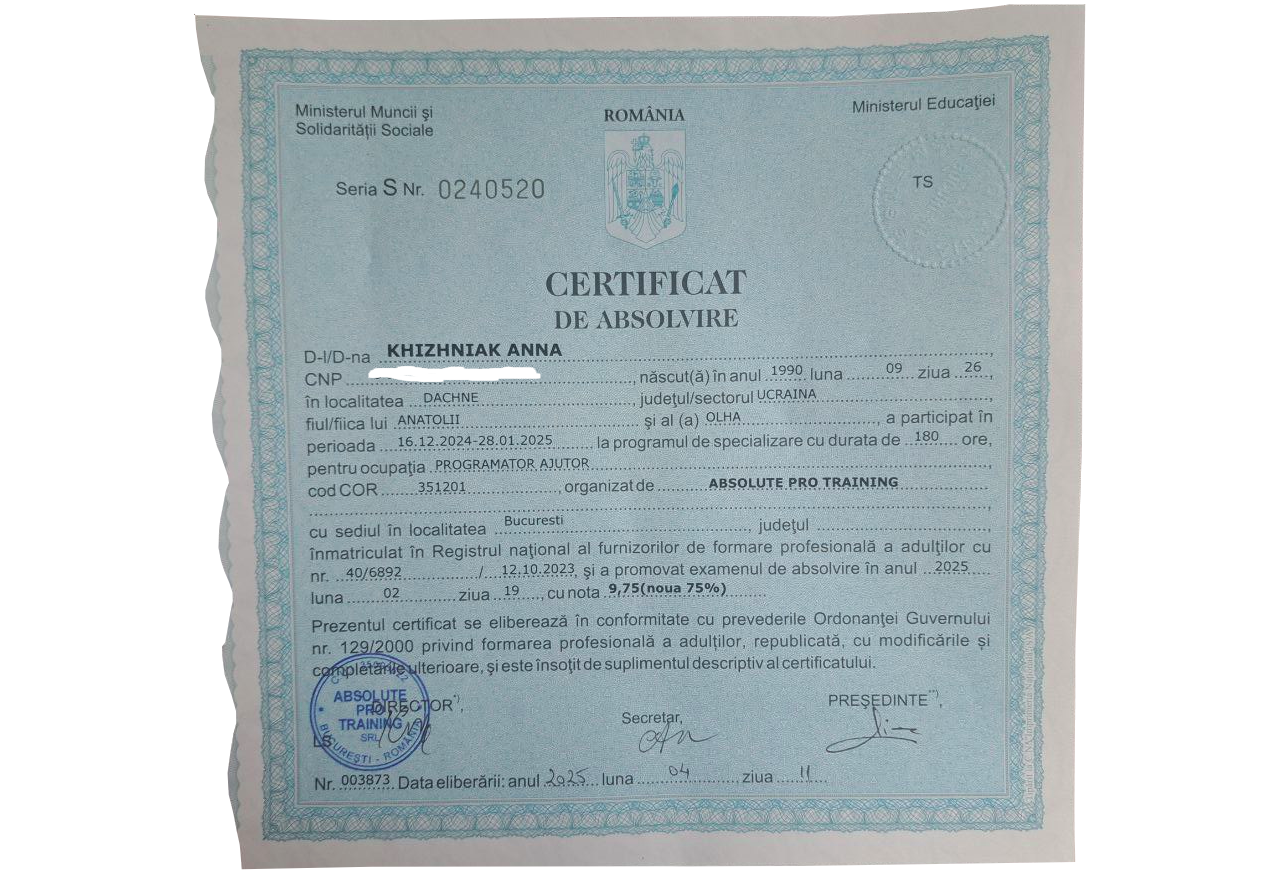 Ministerul Muncii şi
Solidarităţii Sociale
ROMÂNIA
Ministerul Educaţiei
TS
Seria S Nr. 0240520
CERTIFICAT
DE ABSOLVIRE
D-l/D-na KHIZHNIAK ANNA,
CNP, născut(ă) în anul 1990 luna 09 ziua 26,
în localitatea DACHNE, judeţul/sectorul UCRAINA,
fiul/fiica lui ANATOLII şi al (a) OLHA, a participat în
perioada 16.12.2024-28.01.2025 la programul de specializare cu durata de 180 ore,
pentru ocupaţia PROGRAMATOR AJUTOR,
cod COR 351201, organizat de ABSOLUTE PRO TRAINING
cu sediul în localitatea Bucuresti, judeţul,
înmatriculat în Registrul naţional al furnizorilor de formare profesională a adulţilor cu
nr. 40/6892 / 12.10.2023, şi a promovat examenul de absolvire în anul 2025
luna 02 ziua 19, cu nota 9,75(noua 75%)
Prezentul certificat se eliberează în conformitate cu prevederile Ordonanţei Guvernului
nr. 129/2000 privind formarea profesională a adulţilor, republicată, cu modificările şi
completările ulterioare, şi este însoţit de suplimentul descriptiv al certificatului.
DIRECTOR*),
Secretar,
PREŞEDINTE**),
ABSOLUTE
PRO
TRAINING
SRL
BUCUREŞTI - ROMÂNIA
LS
Nr. 003873 Data eliberării: anul 2025 luna 04 ziua 11